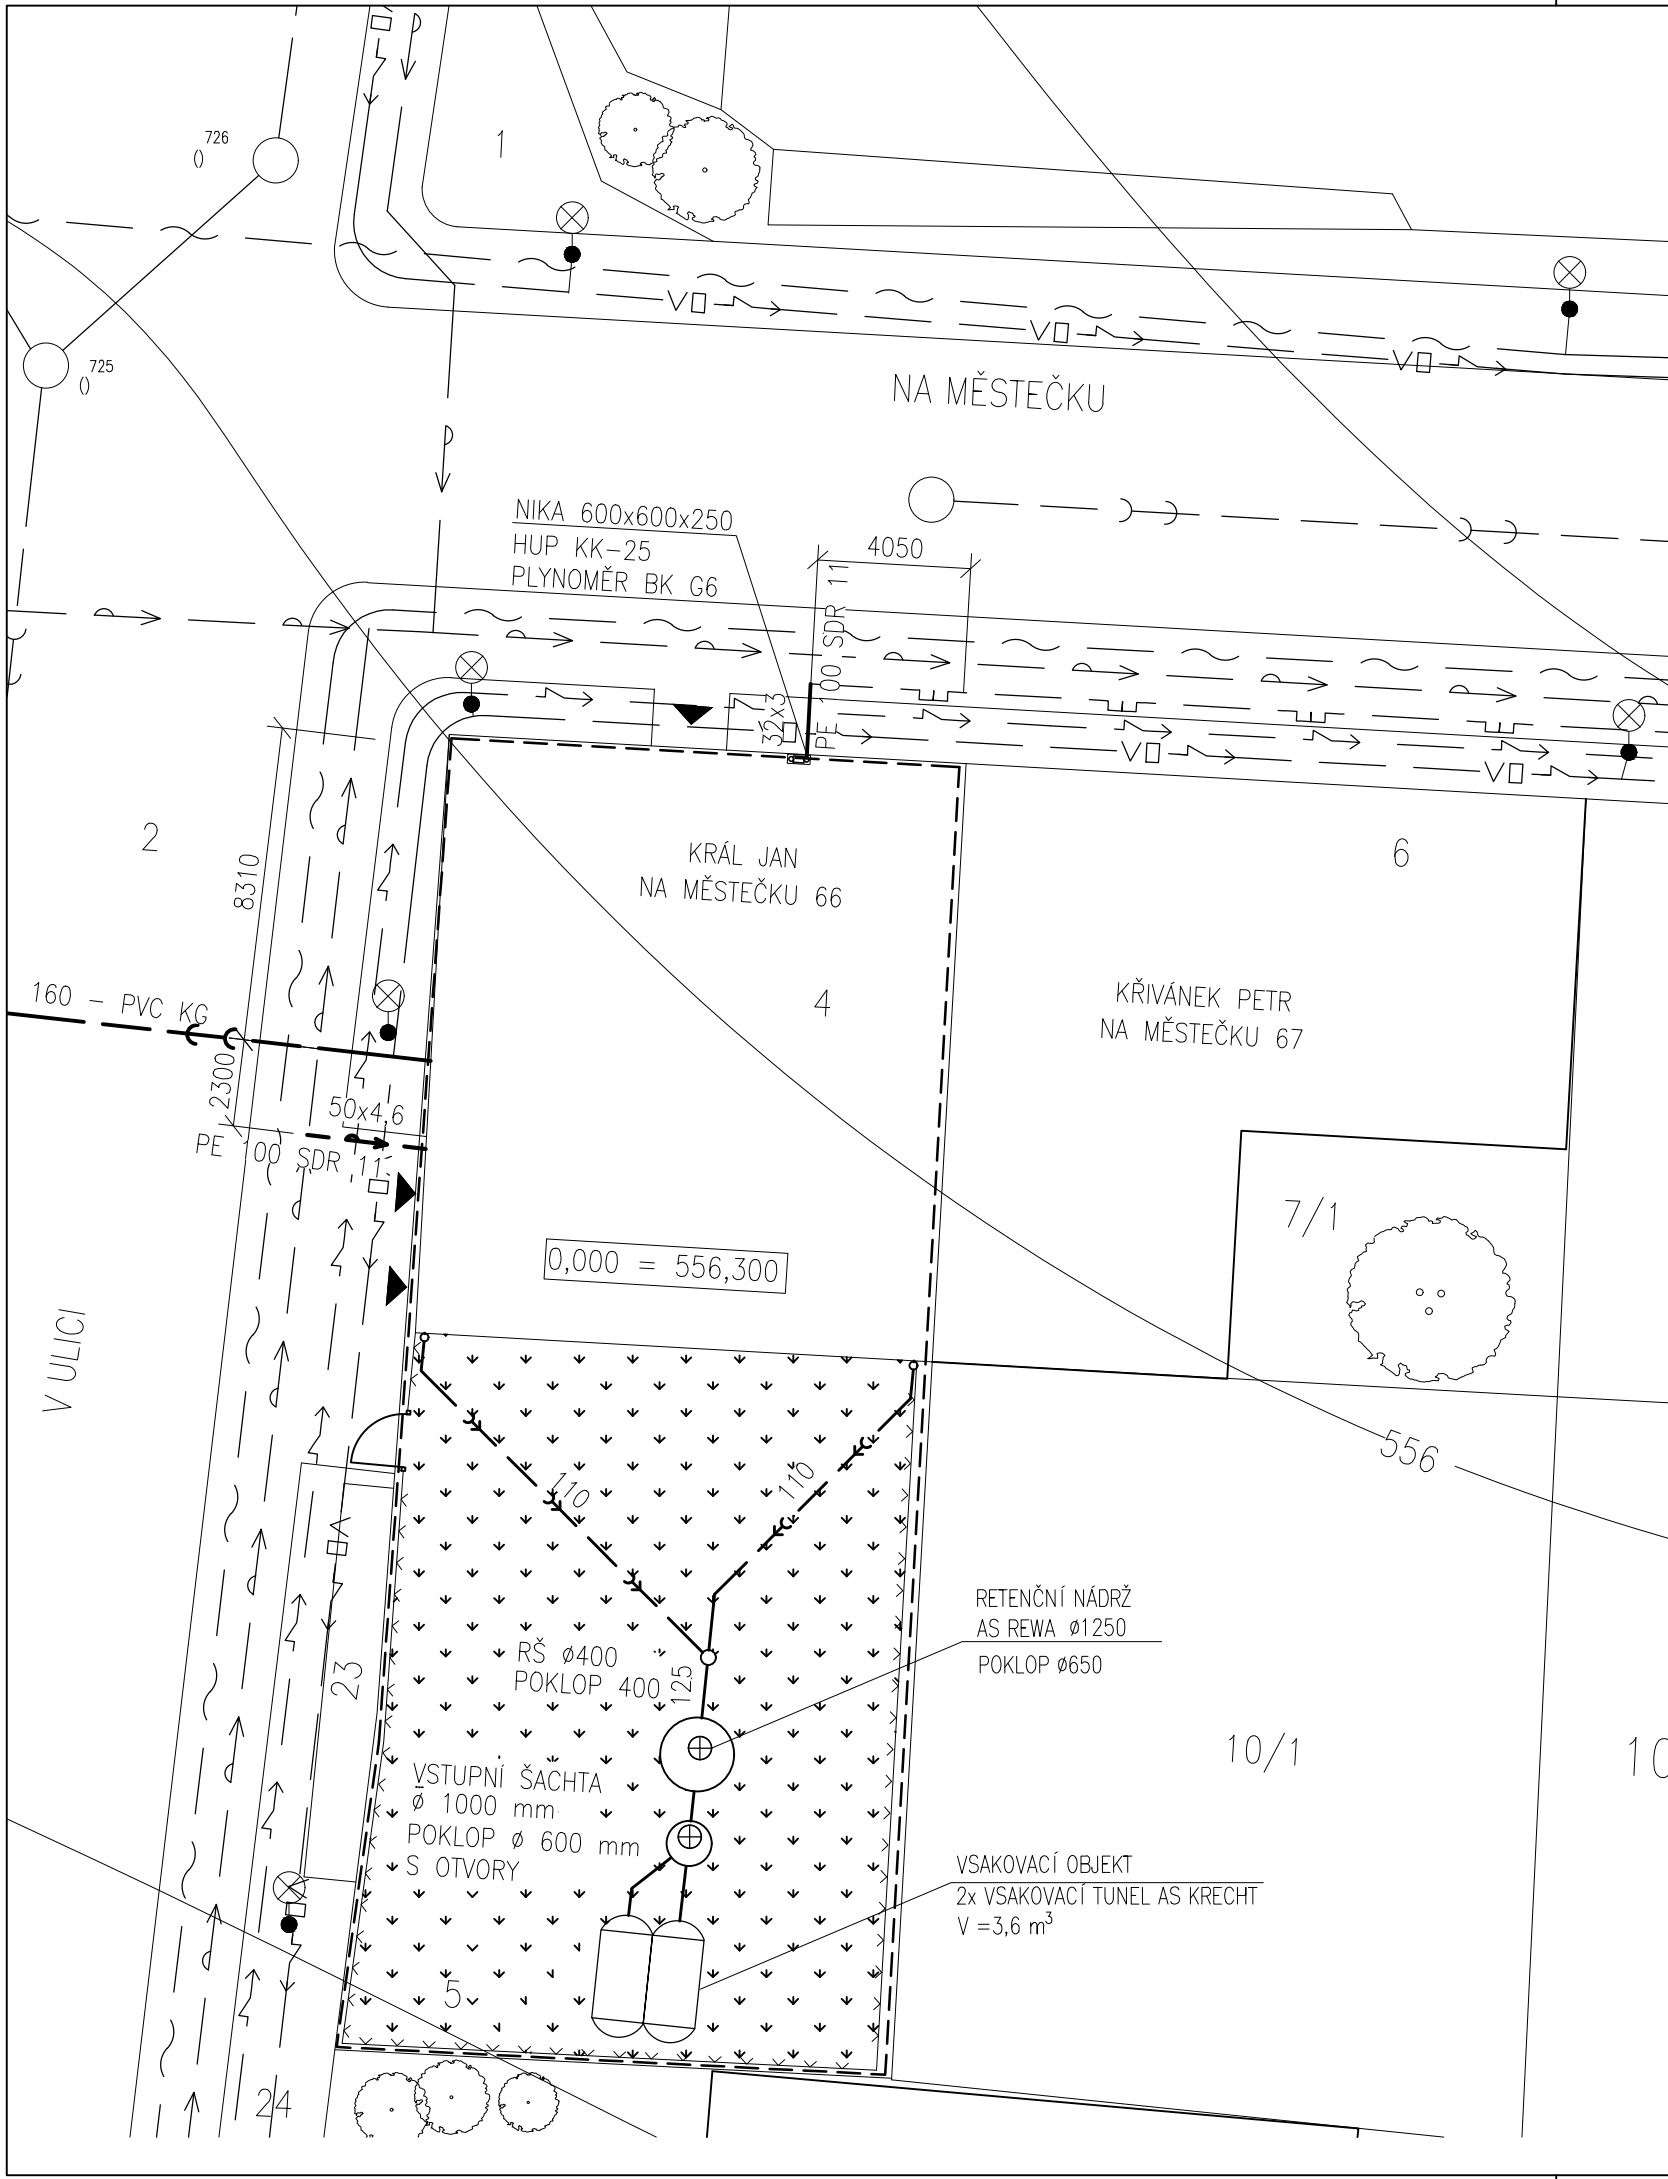 726
()
1
725
()
NA MĚSTEČKU
NIKA 600x600x250
HUP KK-25
PLYNOMĚR BK G6
4050
PE 100 SDR 11
32x3
2
8310
KRÁL JAN
NA MĚSTEČKU 66
6
4
KŘIVÁNEK PETR
NA MĚSTEČKU 67
160 - PVC KG
2300
50x4,6
PE 100 SDR 11
7/1
0,000 = 556,300
V ULICI
556
110
110
RETENČNÍ NÁDRŽ
AS REWA ø1250
POKLOP ø650
RŠ ø400
POKLOP 400
125
23
10/1
10
VSTUPNÍ ŠACHTA
ø 1000 mm
POKLOP ø 600 mm
S OTVORY
VSAKOVACÍ OBJEKT
2x VSAKOVACÍ TUNEL AS KRECHT
V =3,6 m³
5
24